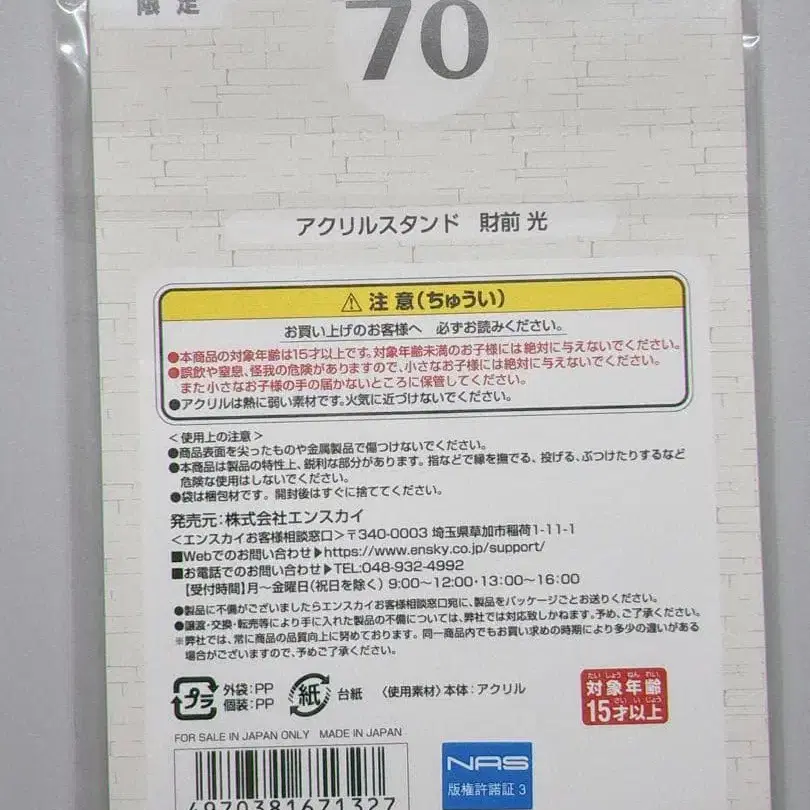 限定
70
アクリルスタンド 財前 光
⚠ 注意(ちゅうい)
お買い上げのお客様へ 必ずお読みください。
●本商品の対象年齢は15才以上です。対象年齢未満のお子様には絶対に与えないでください。
●誤飲や窒息、怪我の危険がありますので、小さなお子様には絶対に与えないでください。
また小さなお子様の手の届かないところに保管してください。
●アクリルは熱に弱い素材です。火気に近づけないでください。
<使用上の注意>
●商品表面を尖ったものや金属製品で傷つけないでください。
●本商品は製品の特性上、鋭利な部分があります。指などで縁を撫でる、投げる、ぶつけたりするなど
危険な使用はしないでください。
●袋は梱包材です。開封後はすぐに捨ててください。
発売元:株式会社エンスカイ
<エンスカイお客様相談窓口>〒340-0003 埼玉県草加市稲荷1-11-1
■Webでのお問い合わせ▶https://www.ensky.co.jp/support/
■お電話でのお問い合わせ▶TEL:048-932-4992
【受付時間】月~金曜日(祝日を除く) 9:00~12:00・13:00~16:00
●製品に不備がございましたらエンスカイお客様相談窓口宛に、製品をパッケージごとお送りください。
●譲渡・交換・転売等により手に入れた製品の不備については、弊社では対応致しかねます。予め、ご了承ください。
※弊社では、常に商品の品質向上に努めております。同一商品内でもお買い求めの時期により多少の違いがある
場合がございますので、予めご了承ください。
プラ 外袋:PP
個装:PP
紙 台紙 〈使用素材〉本体:アクリル
たいしょうねんれい
対象年齢
さいいじょう
15才以上
FOR SALE IN JAPAN ONLY MADE IN JAPAN
4970381671327
NAS
版権許諾証 3